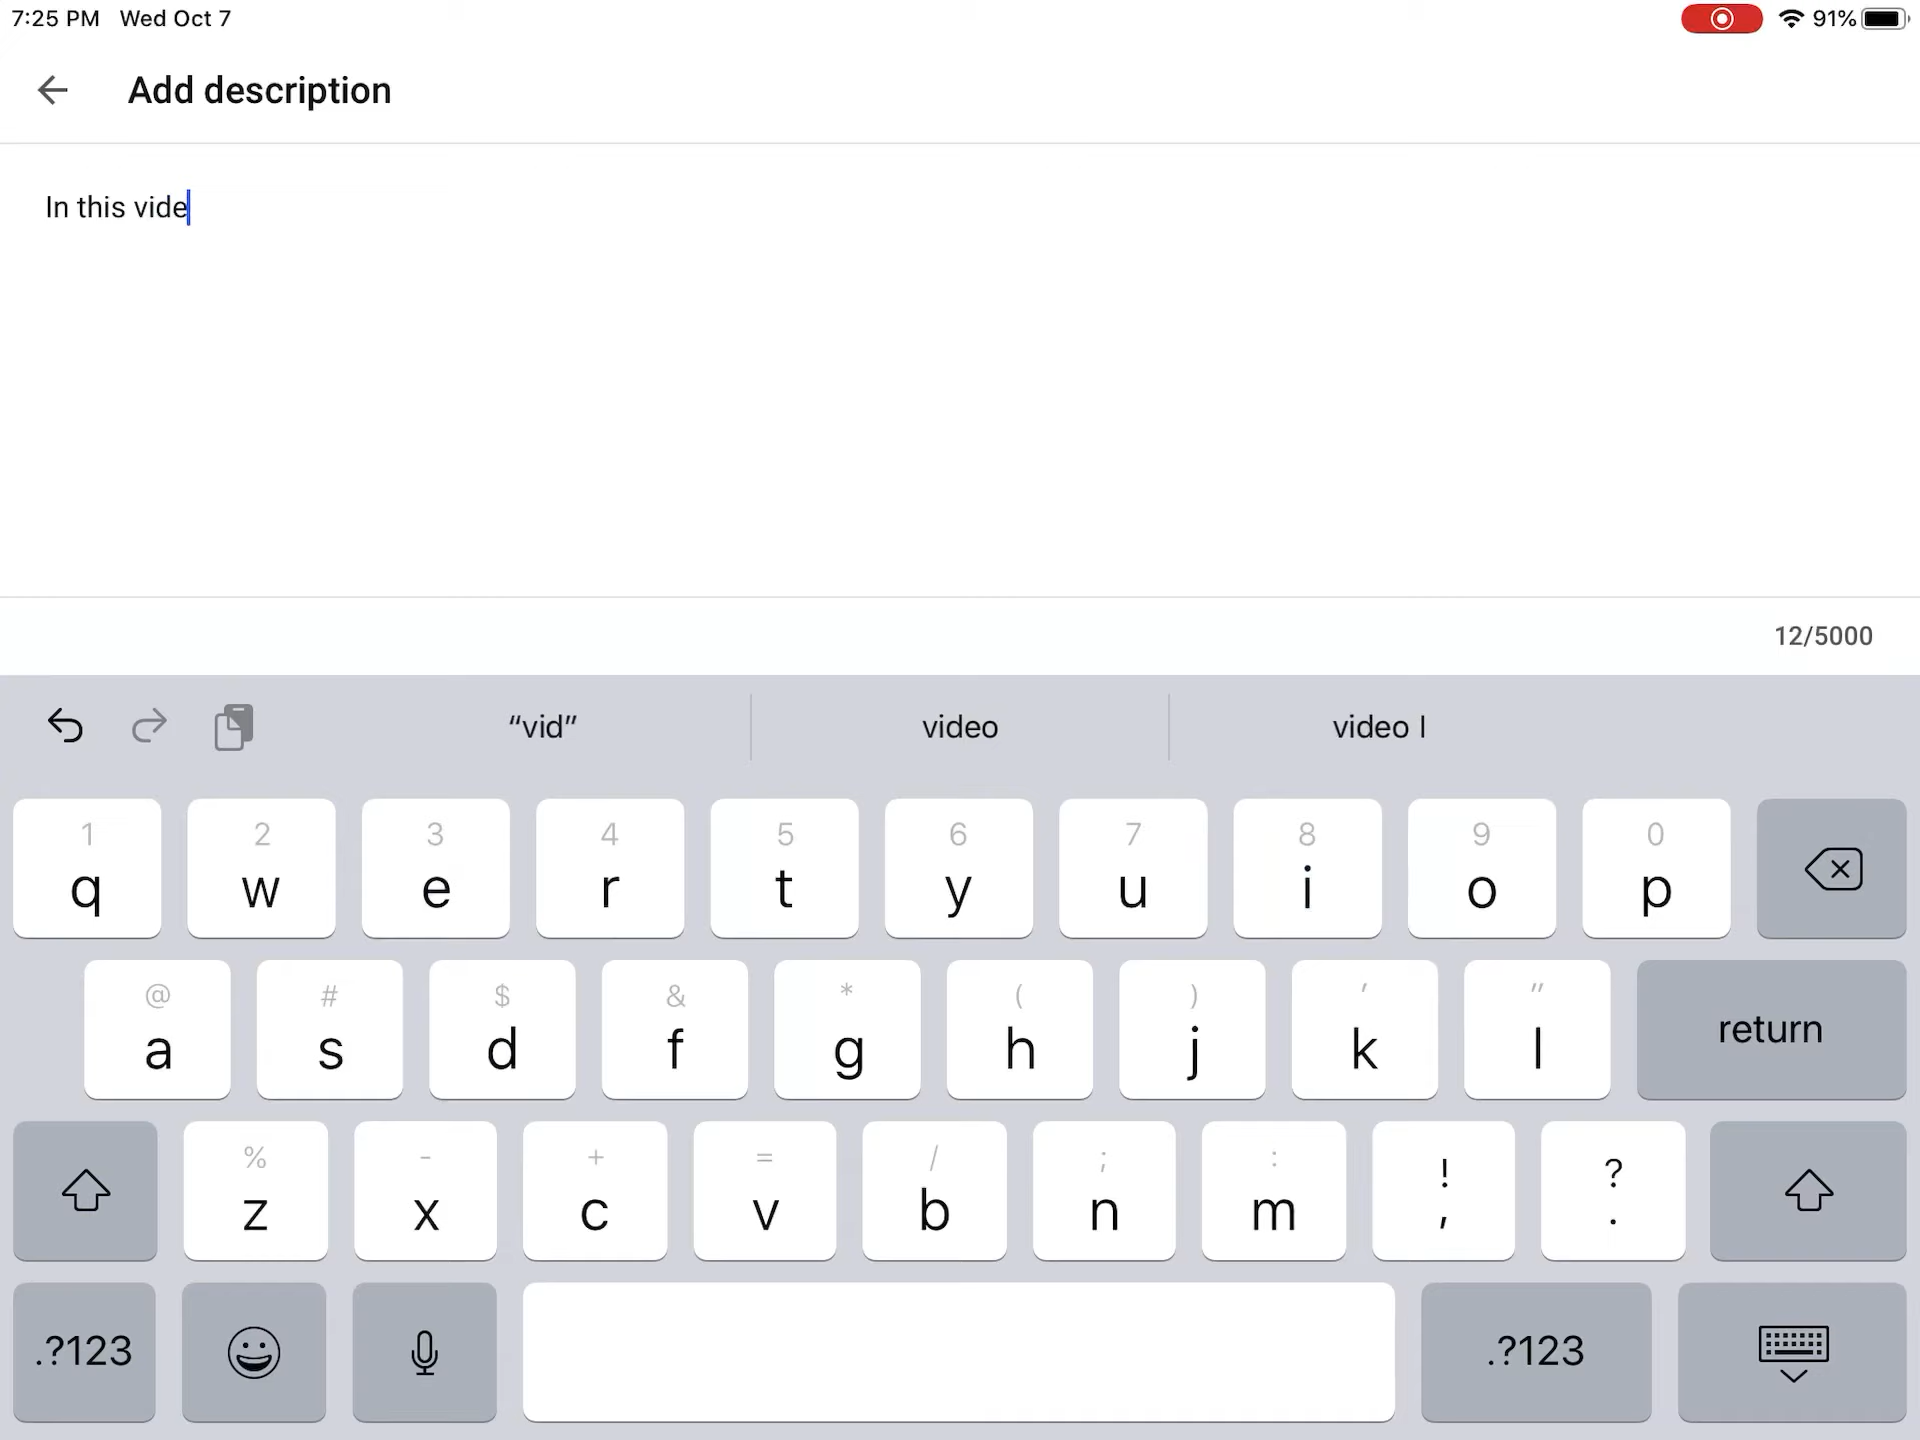 7:25 PM Wed Oct 7
91%
Add description
In this vide
12/5000
“vid” video video I
1 2 3 4 5 6 7 8 9 0
q w e r t y u i o p
@ # $ & * ( ) ' "
a s d f g h j k l return
% - + = / ; : ! ?
z x c v b n m , .
.?123 .?123